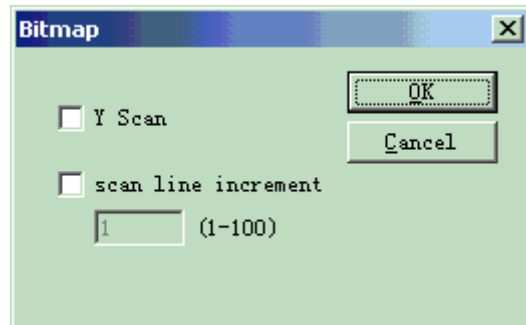 Bitmap
OK
Y Scan
Cancel
scan line increment
1 (1-100)